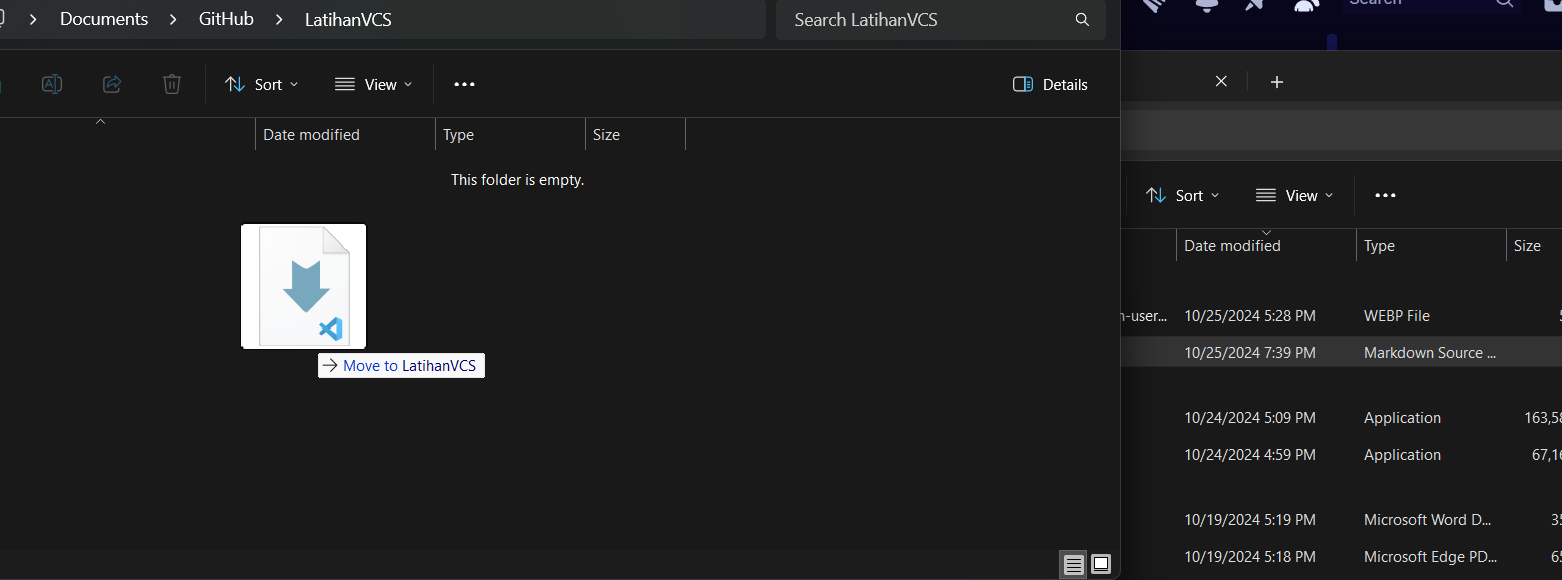 Documents > GitHub > LatihanVCS
Search LatihanVCS
Sort
View
Details
Date modified Type Size
This folder is empty.
Move to LatihanVCS
Search
Sort
View
Date modified Type Size
n-user... 10/25/2024 5:28 PM WEBP File
10/25/2024 7:39 PM Markdown Source ...
10/24/2024 5:09 PM Application 163,58
10/24/2024 4:59 PM Application 67,16
10/19/2024 5:19 PM Microsoft Word D... 35
10/19/2024 5:18 PM Microsoft Edge PD... 65